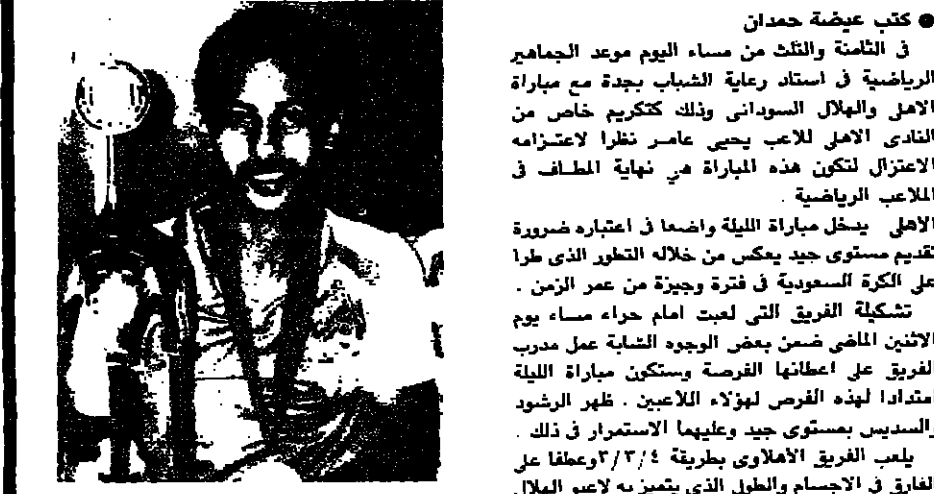 ● كتب عيضة حمدان
فى الثامنة والثلث من مساء اليوم موعد الجماهير
الرياضية فى استاد رعاية الشباب بجدة مع مباراة
الاهلى والهلال السودانى وذلك كتكريم خاص من
النادى الاهلى للاعب يحيى عامر نظرا لاعتزامه
الاعتزال لتكون هذه المباراة هى نهاية المطاف فى
الملاعب الرياضية .
الاهلى يدخل مباراة الليلة واضعا فى اعتباره ضرورة
تقديم مستوى جيد يعكس من خلاله التطور الذى طرا
على الكرة السعودية فى فترة وجيزة من عمر الزمن .
تشكيلة الفريق التى لعبت امام حراء مساء يوم
الاثنين الماضى ضمن بعض الوجوه الشابة عمل مدرب
الفريق على اعطائها الفرصة وستكون مباراة الليلة
امتدادا لهذه الفرص لهؤلاء اللاعبين . ظهر الرشود
والسديس بمستوى جيد وعليهما الاستمرار فى ذلك .
يلعب الفريق الأهلاوى بطريقة ٣/٣/٤ وعطفا على
الفارق فى الاجسام والطول الذى يتميز به لاعبو الهلال